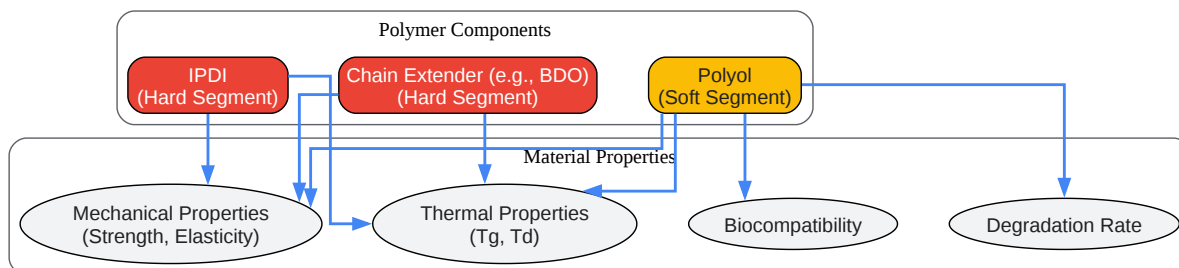 Polymer Components
IPDI
(Hard Segment)
Chain Extender (e.g., BDO)
(Hard Segment)
Polyol
(Soft Segment)
Material Properties
Mechanical Properties
(Strength, Elasticity)
Thermal Properties
(Tg, Td)
Biocompatibility
Degradation Rate